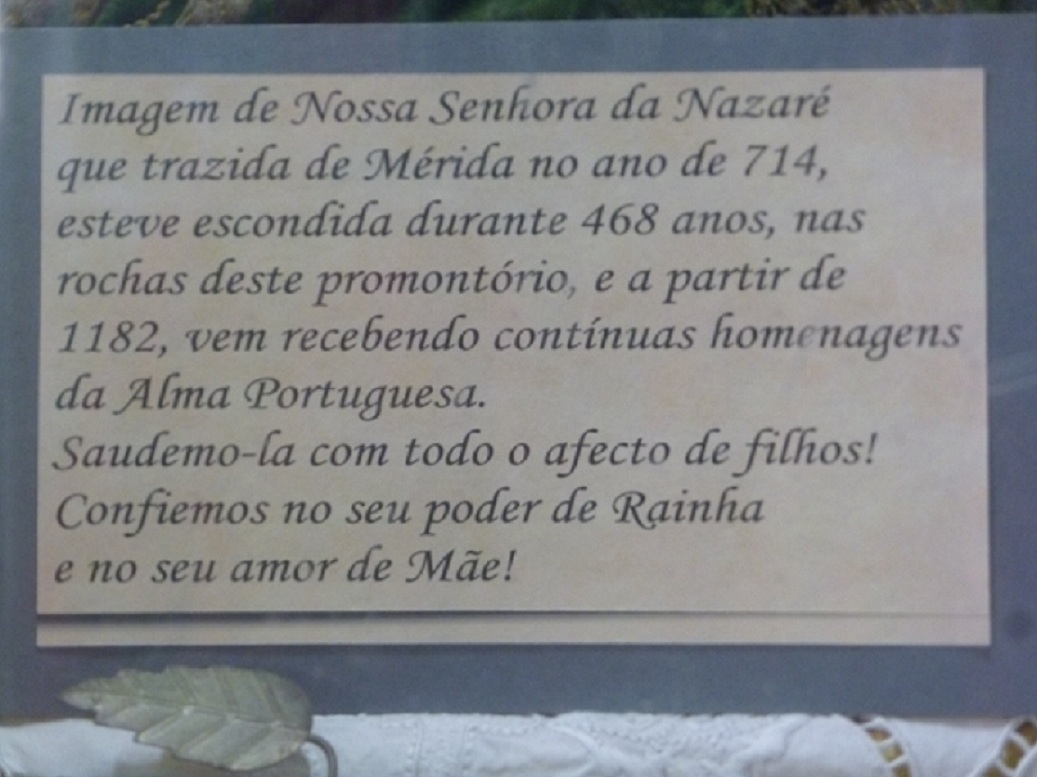 Imagem de Nossa Senhora da Nazaré
que trazida de Mérida no ano de 714,
esteve escondida durante 468 anos, nas
rochas deste promontório, e a partir de
1182, vem recebendo contínuas homenagens
da Alma Portuguesa.
Saudemo-la com todo o afecto de filhos!
Confiemos no seu poder de Rainha
e no seu amor de Mãe!